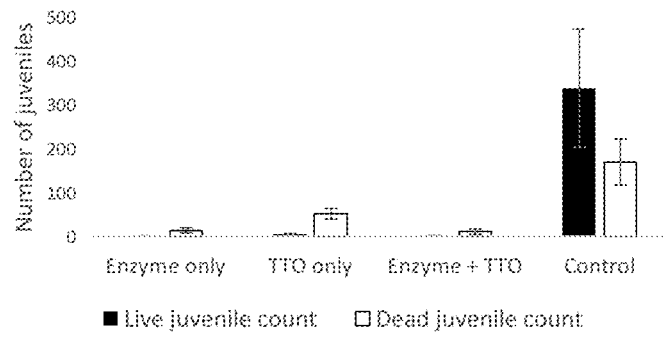 Number of juveniles
500
400
300
200
100
0
Enzyme only TTO only Enzyme + TTO Control
Live juvenile count Dead juvenile count